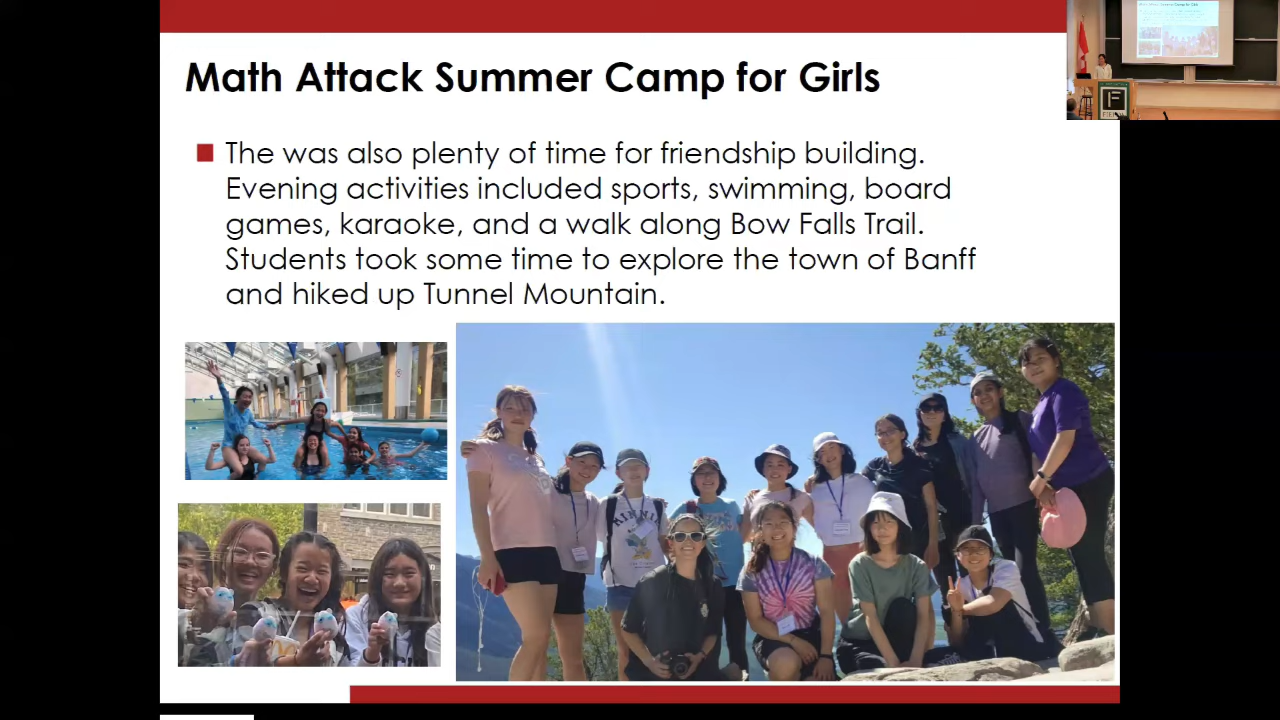 Math Attack Summer Camp for Girls
The was also plenty of time for friendship building.
Evening activities included sports, swimming, board
games, karaoke, and a walk along Bow Falls Trail.
Students took some time to explore the town of Banff
and hiked up Tunnel Mountain.